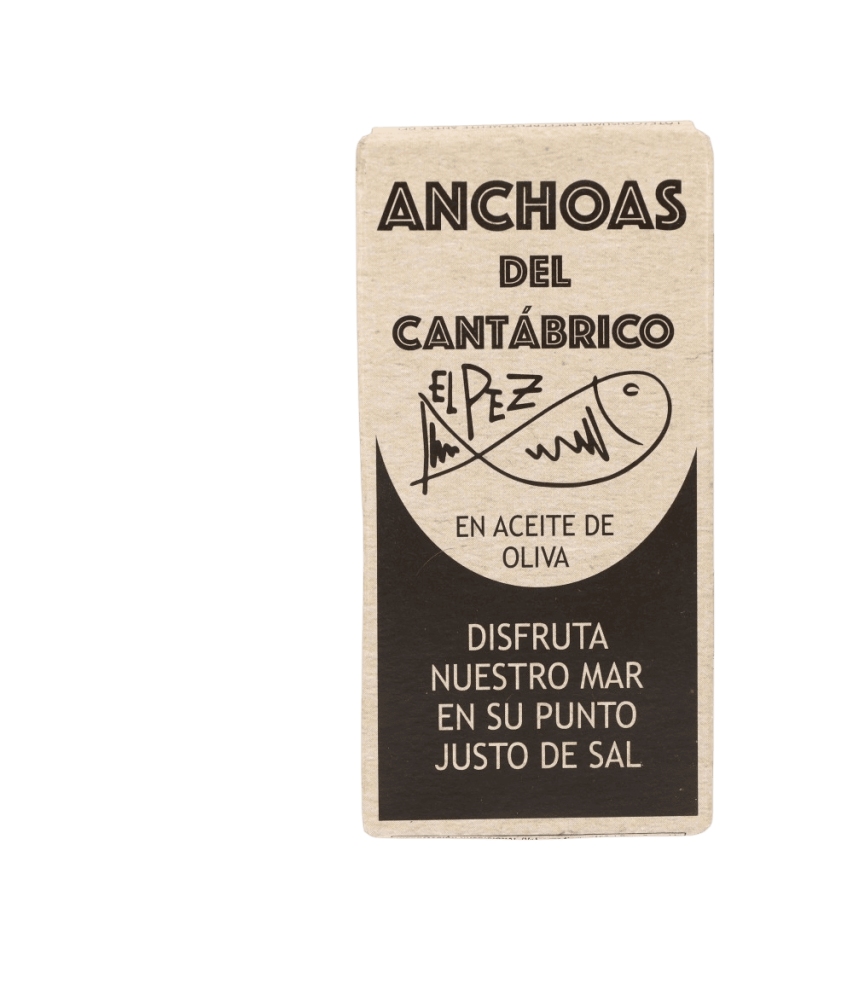 ANCHOAS
DEL
CANTÁBRICO
EL PEZ
EN ACEITE DE
OLIVA
DISFRUTA
NUESTRO MAR
EN SU PUNTO
JUSTO DE SAL